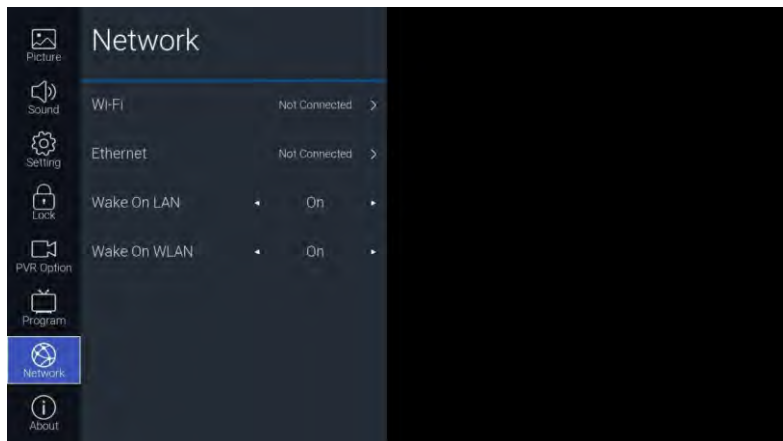 Network
Picture
Sound
Setting
Lock
PVR Option
Program
Network
About
Wi-Fi Not Connected
Ethernet Not Connected
Wake On LAN On
Wake On WLAN On